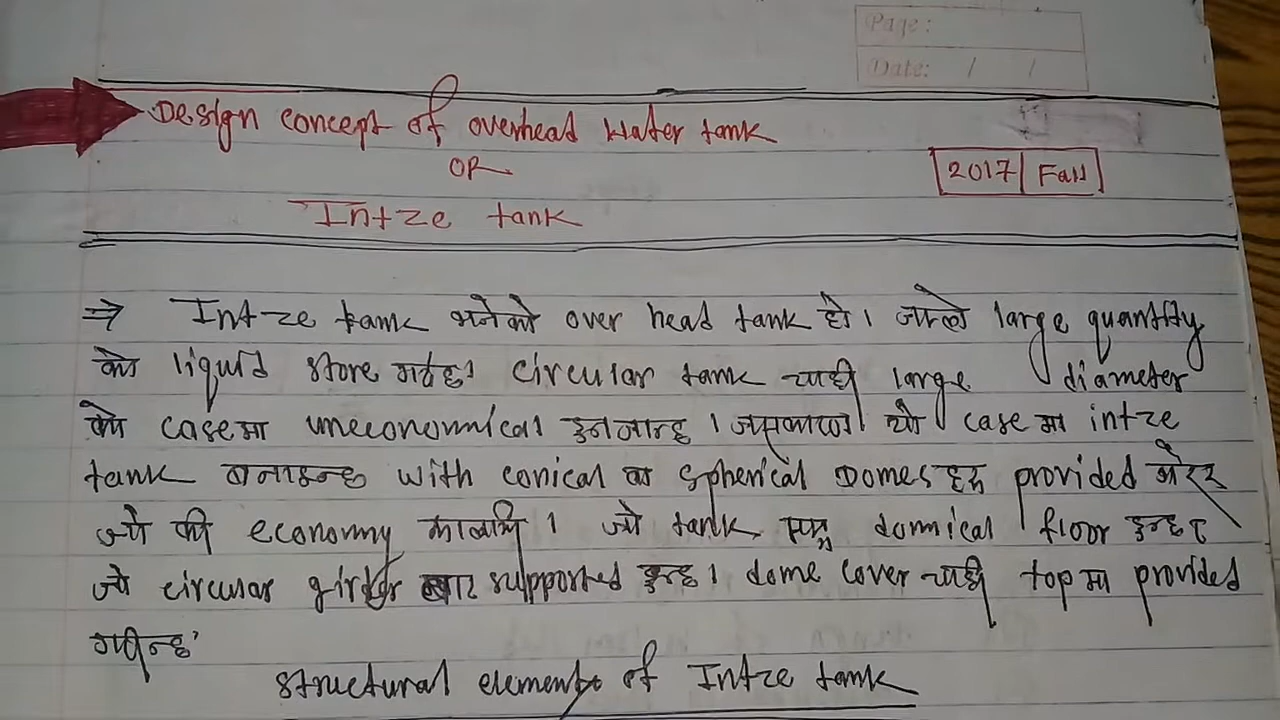 Page:
Date: / /
Design concept of overhead water tank
OR
2017 Fall
Intze tank
⇒ Intze tank भनेको over head tank हो। जसले large quantity
को liquid store गर्दछ। circular tank चाही large diameter
को case मा uneconomical हुनजान्छ। जसकारण यो case मा intze
tank बनाइन्छ with conical वा spherical Domes हरु provided गरेर
जो की economy कालागि। जो tank मा domical floor हुन्छ र
जो circular girder बाट supported हुन्छ। dome cover चाही top मा provided
गरीन्छ
structural elements of Intze tank